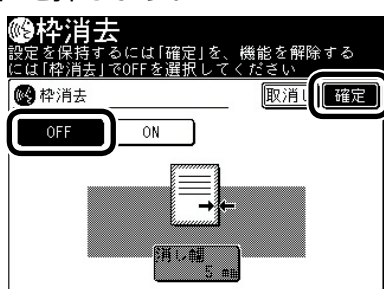 枠消去
設定を保持するには「確定」を、機能を解除する
には「枠消去」でOFFを選択してください
枠消去
取消し
確定
OFF
ON
消し幅
5 mm